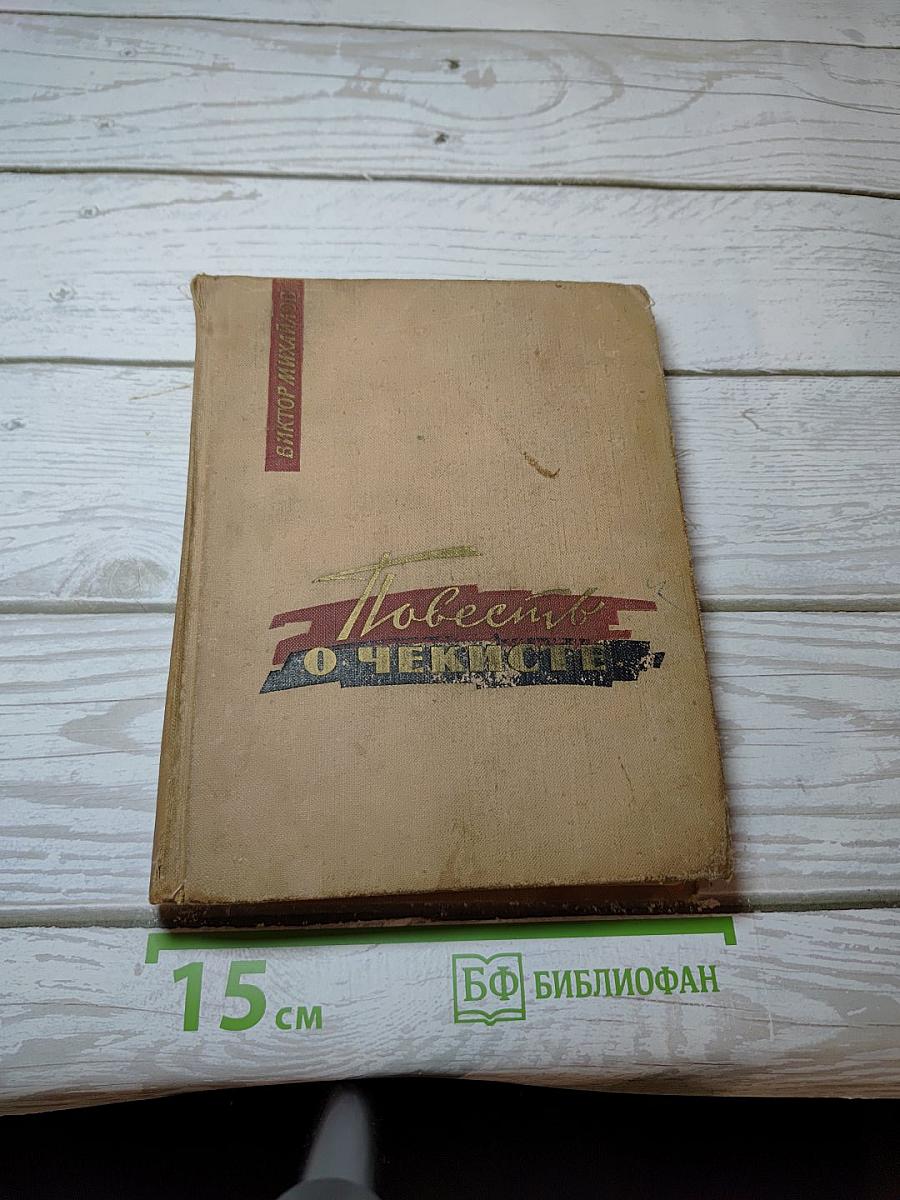 ВИКТОР МИХАЙЛОВ
Повесть
О ЧЕКИСТЕ
15 см
БФ БИБЛИОФАН